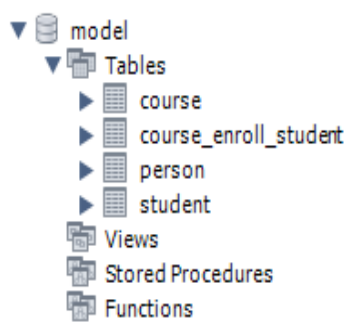 model
Tables
course
course_enroll_student
person
student
Views
Stored Procedures
Functions